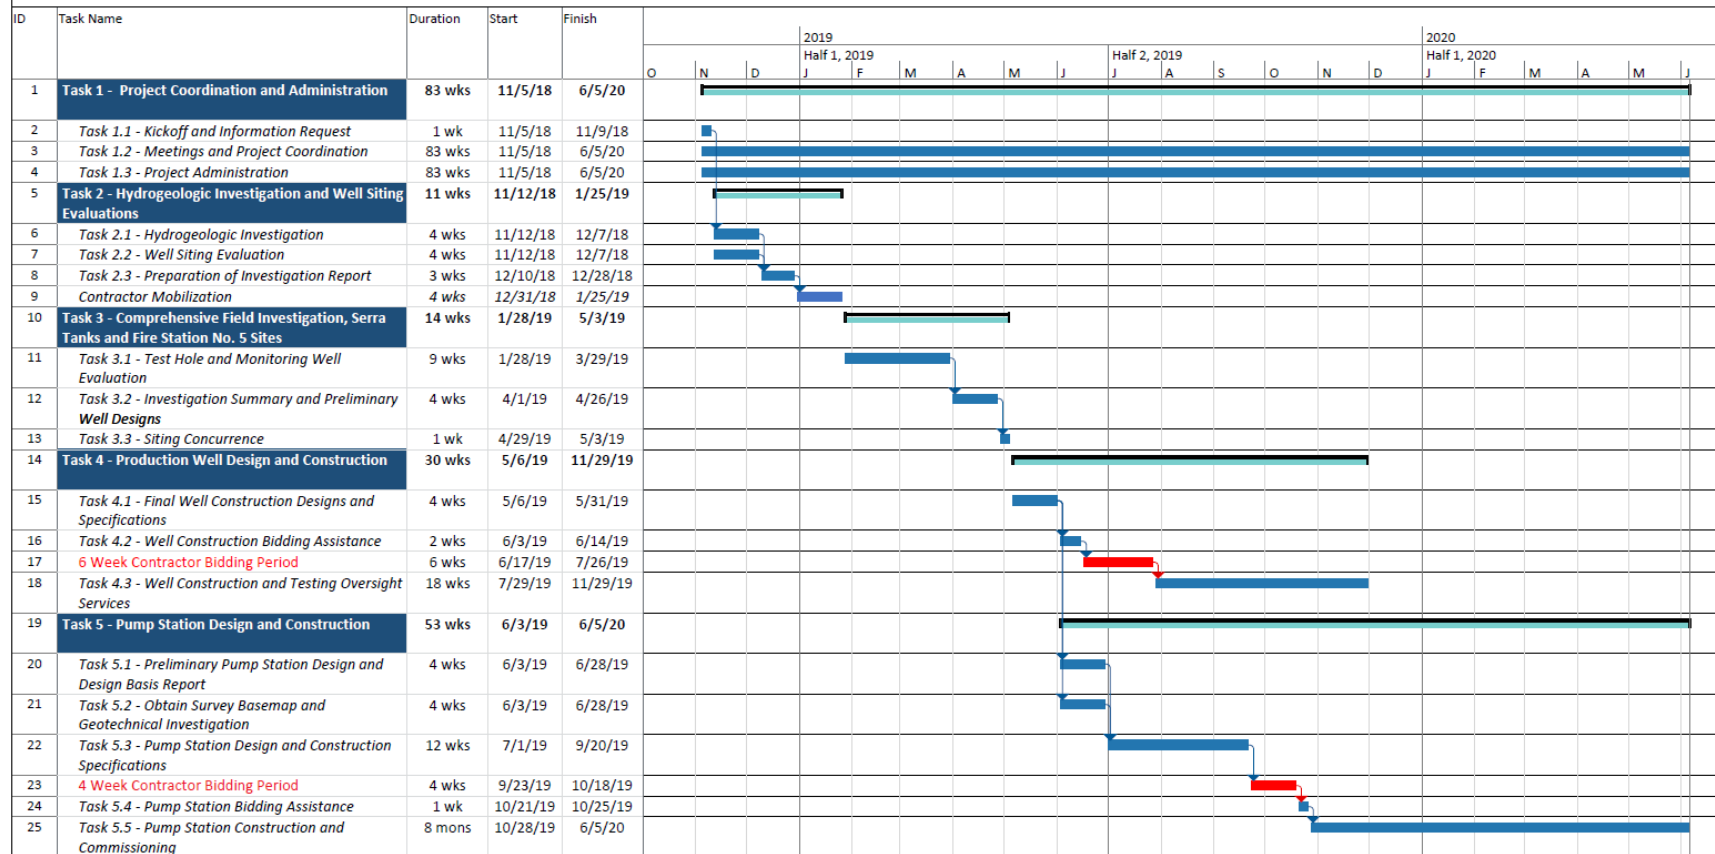 ID Task Name Duration Start Finish
2019 2020
Half 1, 2019 Half 2, 2019 Half 1, 2020
O N D J F M A M J J A S O N D J F M A M J
1 Task 1 - Project Coordination and Administration 83 wks 11/5/18 6/5/20
2 Task 1.1 - Kickoff and Information Request 1 wk 11/5/18 11/9/18
3 Task 1.2 - Meetings and Project Coordination 83 wks 11/5/18 6/5/20
4 Task 1.3 - Project Administration 83 wks 11/5/18 6/5/20
5 Task 2 - Hydrogeologic Investigation and Well Siting 11 wks 11/12/18 1/25/19
Evaluations
6 Task 2.1 - Hydrogeologic Investigation 4 wks 11/12/18 12/7/18
7 Task 2.2 - Well Siting Evaluation 4 wks 11/12/18 12/7/18
8 Task 2.3 - Preparation of Investigation Report 3 wks 12/10/18 12/28/18
9 Contractor Mobilization 4 wks 12/31/18 1/25/19
10 Task 3 - Comprehensive Field Investigation, Serra 14 wks 1/28/19 5/3/19
Tanks and Fire Station No. 5 Sites
11 Task 3.1 - Test Hole and Monitoring Well 9 wks 1/28/19 3/29/19
Evaluation
12 Task 3.2 - Investigation Summary and Preliminary 4 wks 4/1/19 4/26/19
Well Designs
13 Task 3.3 - Siting Concurrence 1 wk 4/29/19 5/3/19
14 Task 4 - Production Well Design and Construction 30 wks 5/6/19 11/29/19
15 Task 4.1 - Final Well Construction Designs and 4 wks 5/6/19 5/31/19
Specifications
16 Task 4.2 - Well Construction Bidding Assistance 2 wks 6/3/19 6/14/19
17 6 Week Contractor Bidding Period 6 wks 6/17/19 7/26/19
18 Task 4.3 - Well Construction and Testing Oversight 18 wks 7/29/19 11/29/19
Services
19 Task 5 - Pump Station Design and Construction 53 wks 6/3/19 6/5/20
20 Task 5.1 - Preliminary Pump Station Design and 4 wks 6/3/19 6/28/19
Design Basis Report
21 Task 5.2 - Obtain Survey Basemap and 4 wks 6/3/19 6/28/19
Geotechnical Investigation
22 Task 5.3 - Pump Station Design and Construction 12 wks 7/1/19 9/20/19
Specifications
23 4 Week Contractor Bidding Period 4 wks 9/23/19 10/18/19
24 Task 5.4 - Pump Station Bidding Assistance 1 wk 10/21/19 10/25/19
25 Task 5.5 - Pump Station Construction and 8 mons 10/28/19 6/5/20
Commissioning